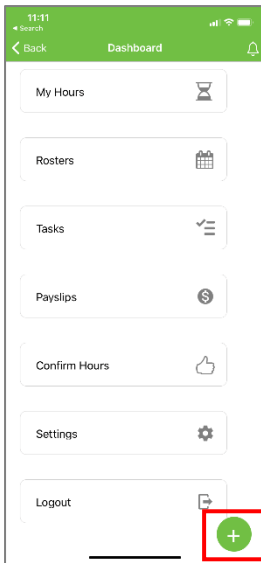 11:11
◄ Search
Back Dashboard
My Hours
Rosters
Tasks
Payslips
$
Confirm Hours
Settings
Logout
+